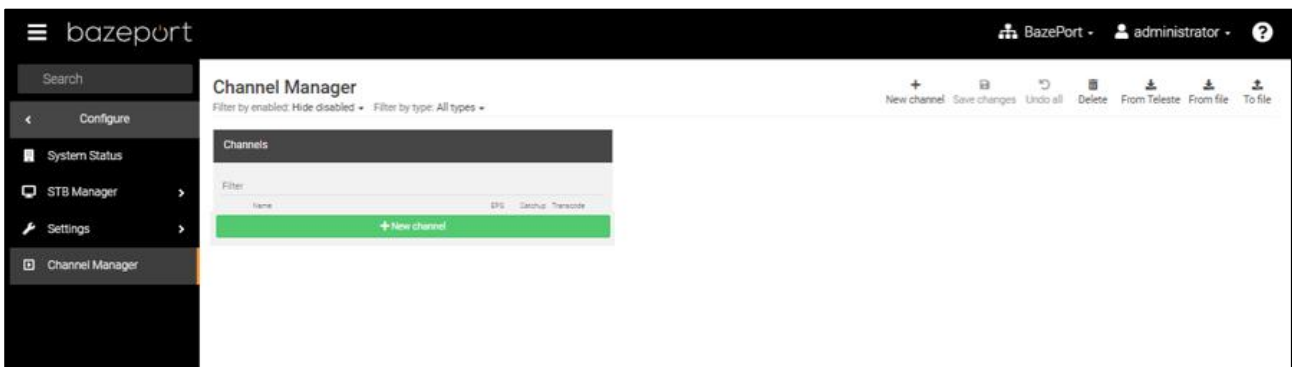 bazeport
BazePort
administrator
?
Search
Configure
System Status
STB Manager
Settings
Channel Manager
Channel Manager
Filter by enabled: Hide disabled Filter by type: All types
New channel Save changes Undo all Delete From Teleste From file To file
Channels
Filter
Name EPG Catchup Transcode
+ New channel